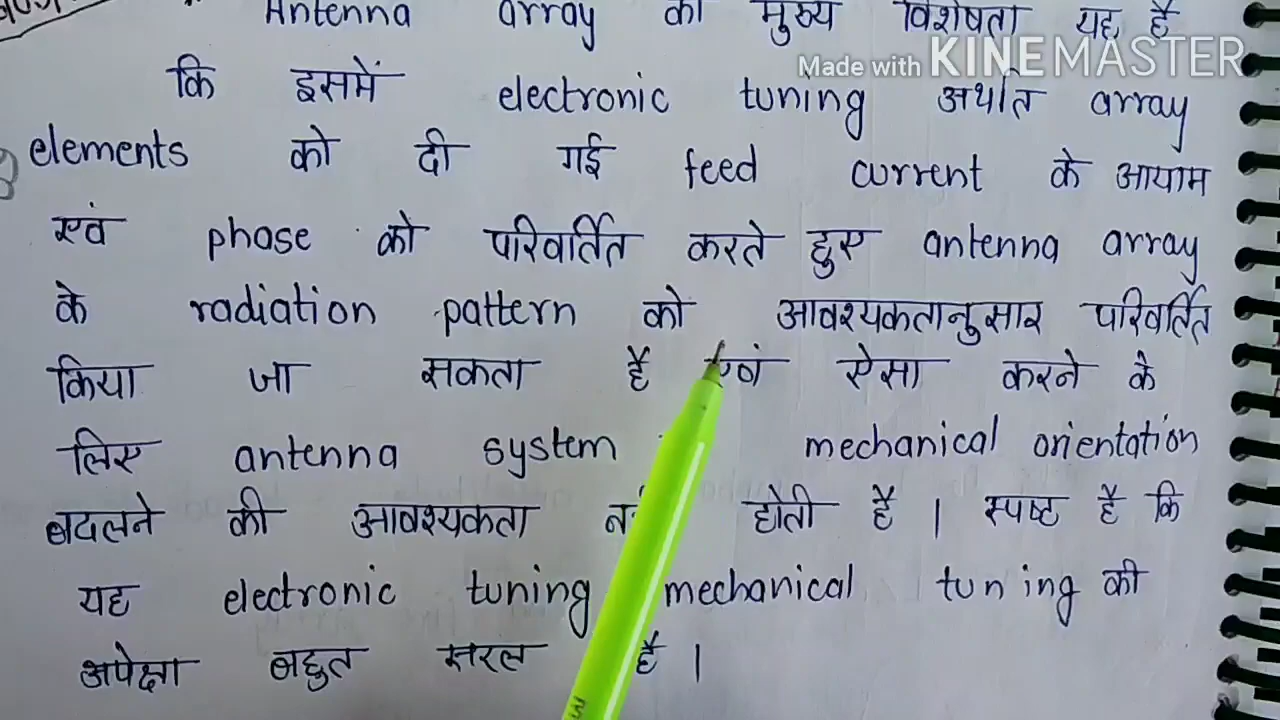 Antenna array की मुख्य विशेषता यह है
Made with KINEMASTER
कि इसमें electronic tuning अर्थात array
elements को दी गई feed current के आयाम
एवं phase को परिवर्तित करते हुए antenna array
के radiation pattern को आवश्यकतानुसार परिवर्तित
किया जा सकता है एवं ऐसा करने के
लिए antenna system mechanical orientation
बदलने की आवश्यकता होती है ।  स्पष्ट है कि
यह electronic tuning mechanical tuning की
अपेक्षा बहुत सरल है ।